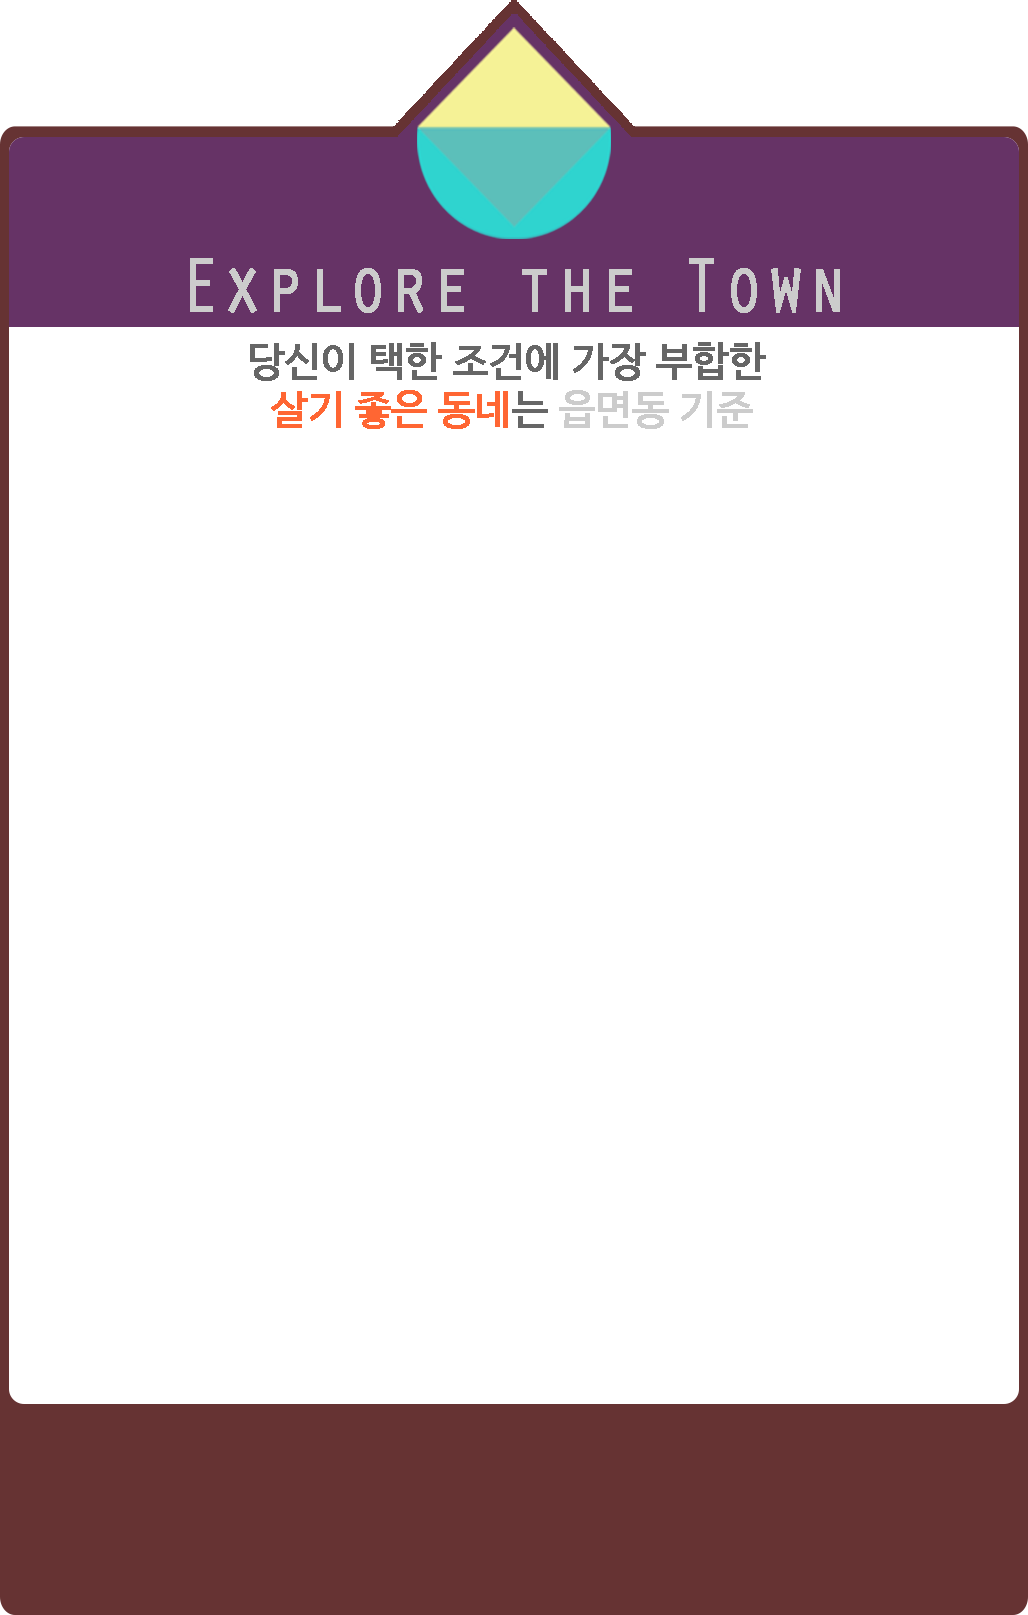 Explore the Town
당신이 택한 조건에 가장 부합한
살기 좋은 동네는 읍면동 기준